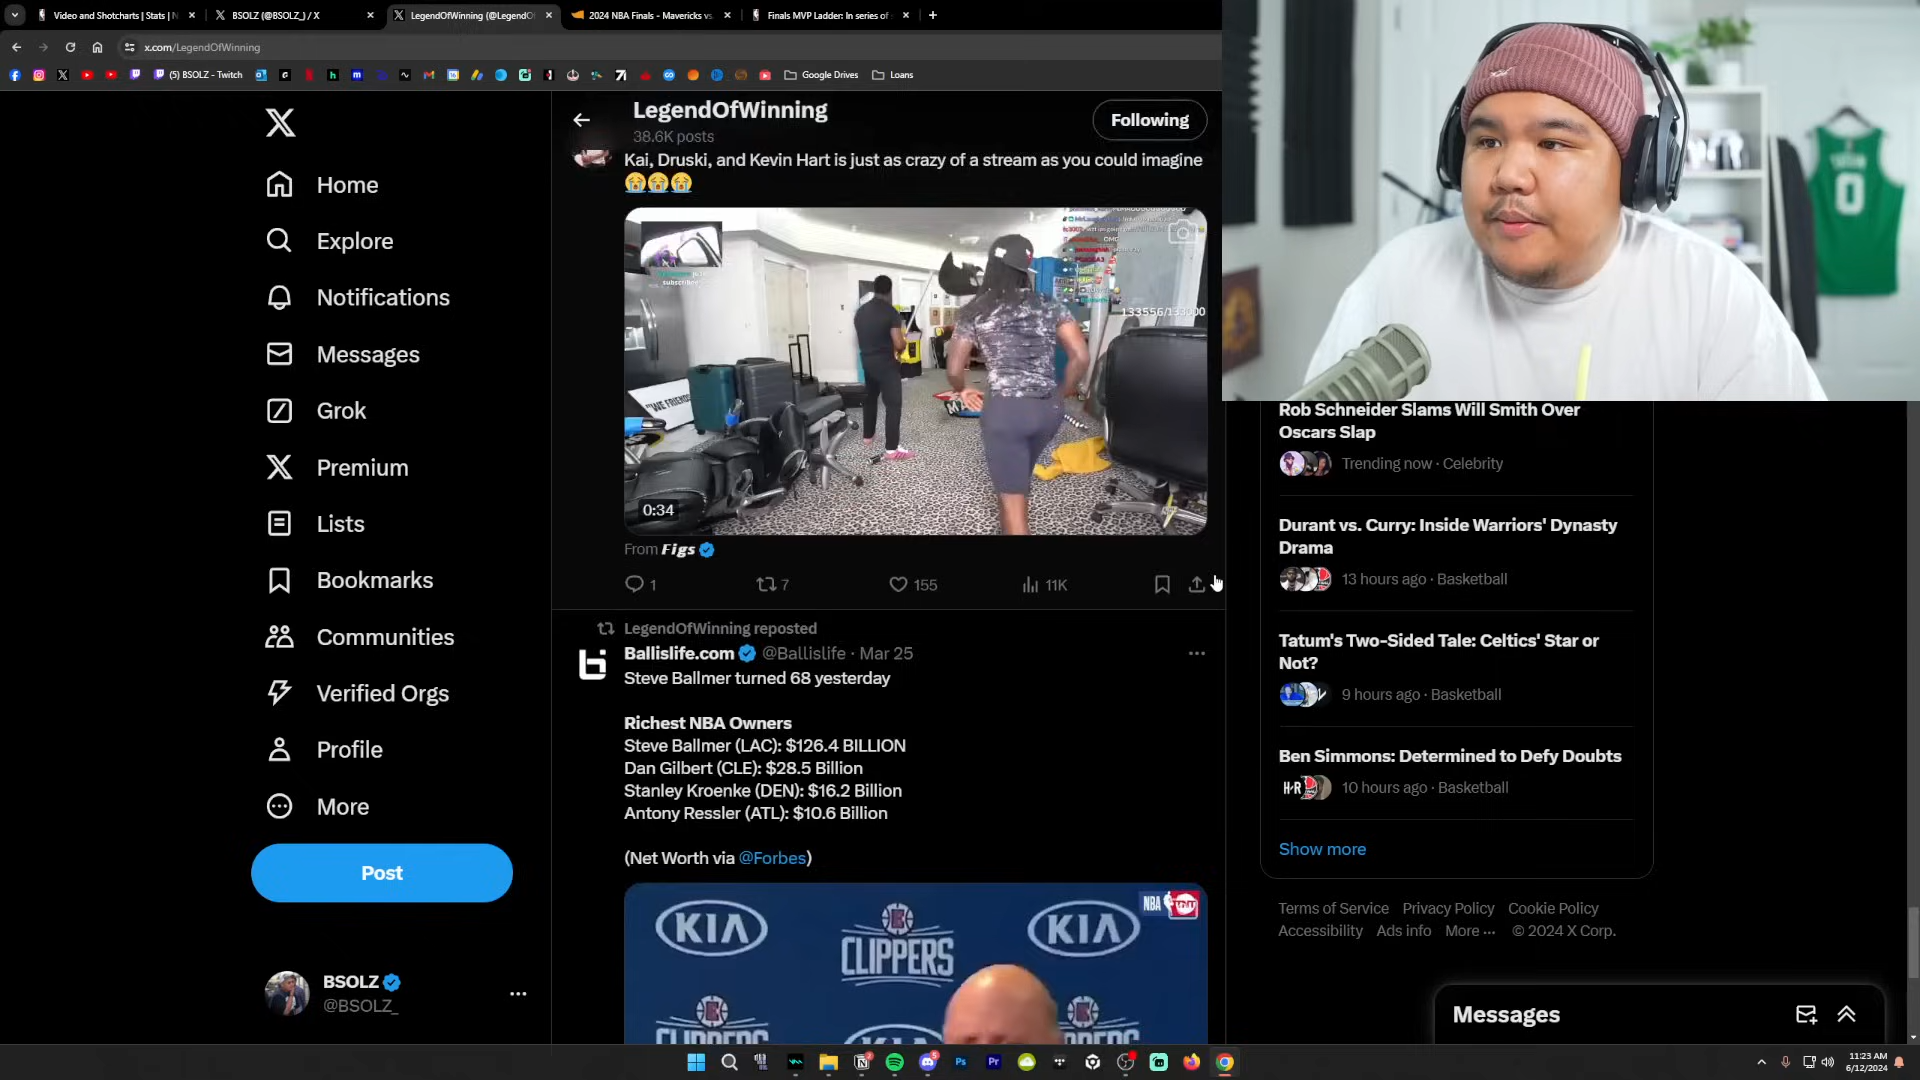 Video and Shotcharts | Stats | N
BSOLZ (@BSOLZ_) / X
LegendOfWinning (@LegendOf
2024 NBA Finals - Mavericks vs
Finals MVP Ladder: In series of
x.com/LegendOfWinning
(5) BSOLZ - Twitch
Google Drives
Loans
LegendOfWinning
38.6K posts
Following
Home
Explore
Notifications
Messages
Grok
Premium
Lists
Bookmarks
Communities
Verified Orgs
Profile
More
Post
BSOLZ
@BSOLZ_
Kai, Druski, and Kevin Hart is just as crazy of a stream as you could imagine
😭😭😭
133556/133000
"WE FRIEND
0:34
From Figs
1
7
155
11K
LegendOfWinning reposted
Ballislife.com @Ballislife · Mar 25
Steve Ballmer turned 68 yesterday
Richest NBA Owners
Steve Ballmer (LAC): $126.4 BILLION
Dan Gilbert (CLE): $28.5 Billion
Stanley Kroenke (DEN): $16.2 Billion
Antony Ressler (ATL): $10.6 Billion
(Net Worth via @Forbes)
KIA
CLIPPERS
KIA
NBA TNT
KIA
TATUM
0
Rob Schneider Slams Will Smith Over
Oscars Slap
Trending now · Celebrity
Durant vs. Curry: Inside Warriors' Dynasty
Drama
13 hours ago · Basketball
Tatum's Two-Sided Tale: Celtics' Star or
Not?
9 hours ago · Basketball
Ben Simmons: Determined to Defy Doubts
10 hours ago · Basketball
Show more
Terms of Service Privacy Policy Cookie Policy
Accessibility Ads info More ··· © 2024 X Corp.
Messages
11:23 AM
6/12/2024